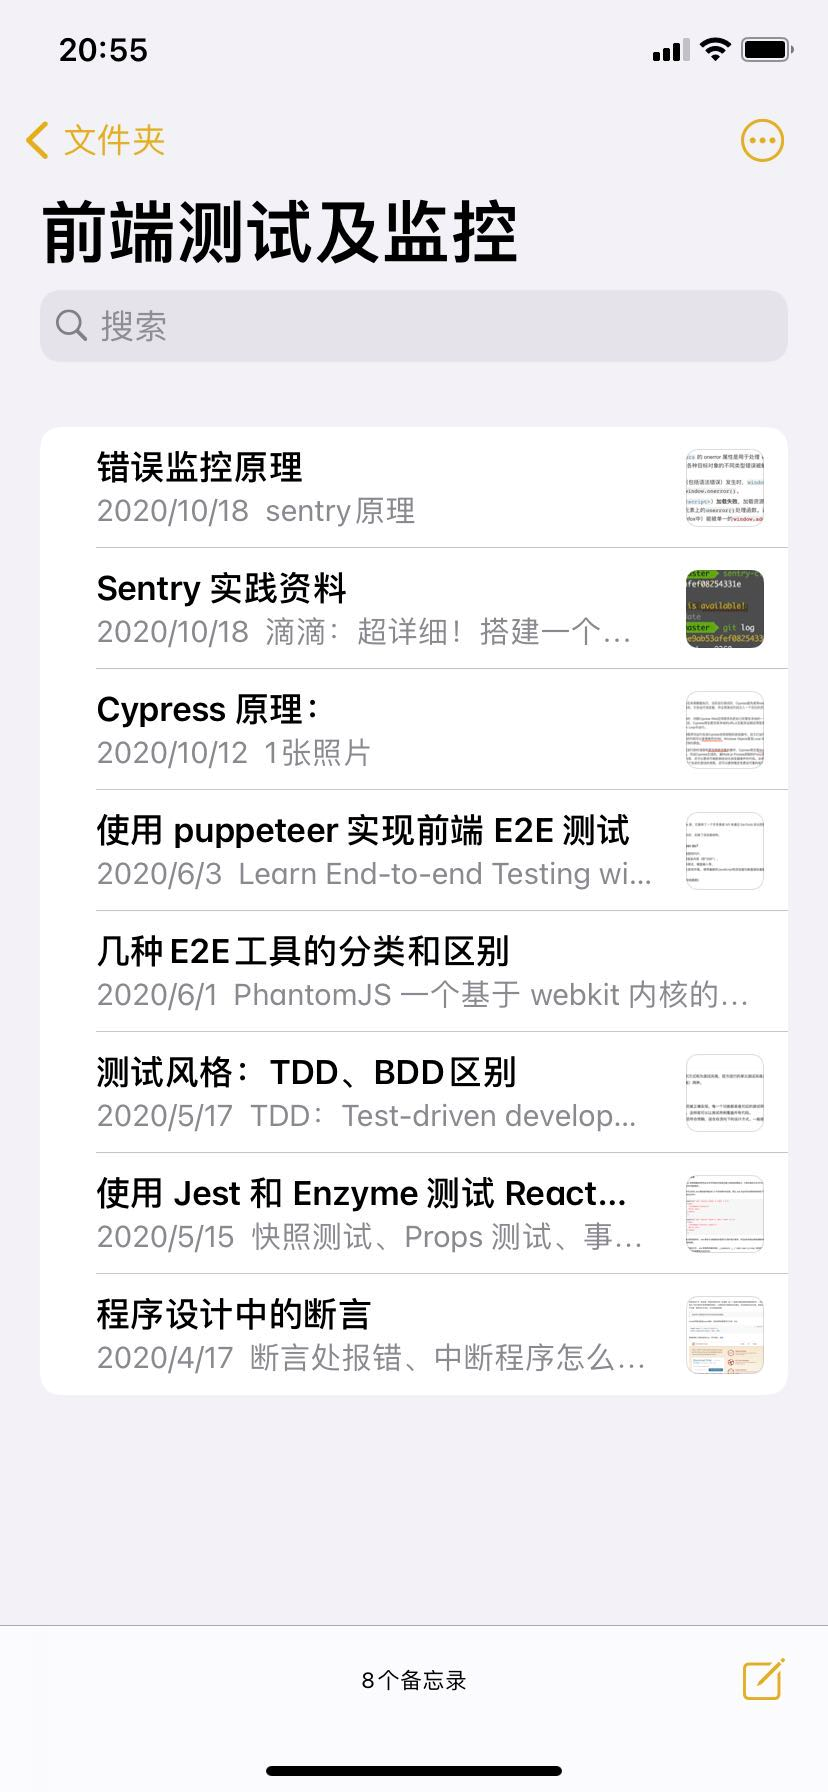 20:55
文件夹
前端测试及监控
搜索
错误监控原理
2020/10/18 sentry原理
Sentry 实践资料
2020/10/18 滴滴：超详细！搭建一个...
Cypress 原理：
2020/10/12 1张照片
使用 puppeteer 实现前端 E2E 测试
2020/6/3 Learn End-to-end Testing wi...
几种E2E工具的分类和区别
2020/6/1 PhantomJS 一个基于 webkit 内核的...
测试风格：TDD、BDD区别
2020/5/17 TDD：Test-driven develop...
使用 Jest 和 Enzyme 测试 React...
2020/5/15 快照测试、Props 测试、事...
程序设计中的断言
2020/4/17 断言处报错、中断程序怎么...
8个备忘录